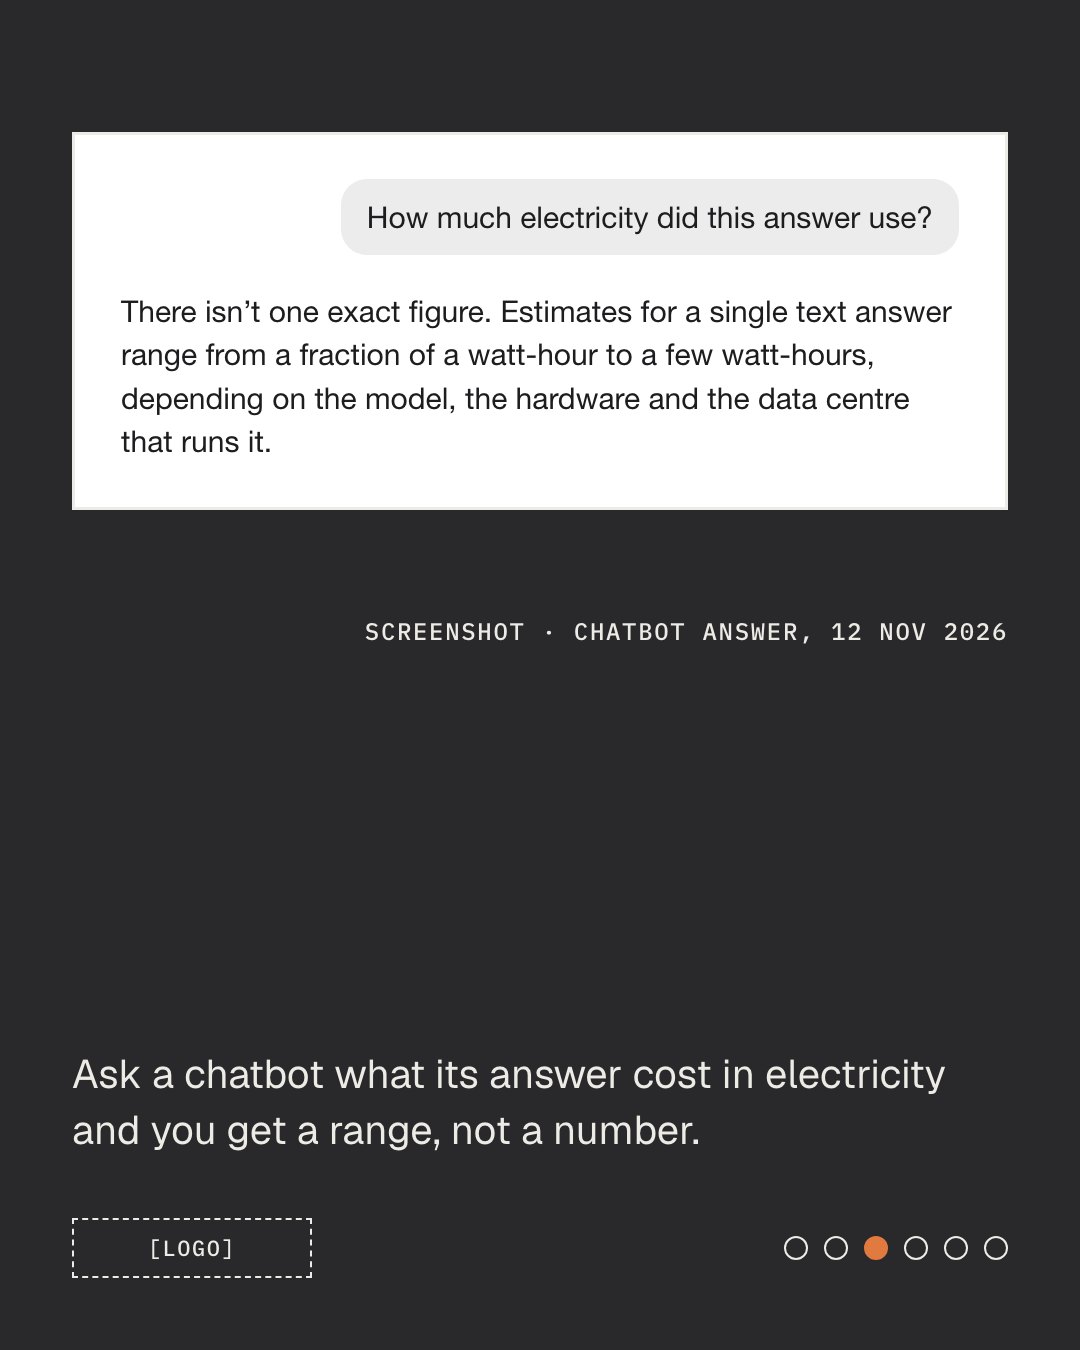 How much electricity did this answer use?
There isn’t one exact figure. Estimates for a single text answer
range from a fraction of a watt-hour to a few watt-hours,
depending on the model, the hardware and the data centre
that runs it.
SCREENSHOT · CHATBOT ANSWER, 12 NOV 2026
Ask a chatbot what its answer cost in electricity
and you get a range, not a number.
[LOGO]